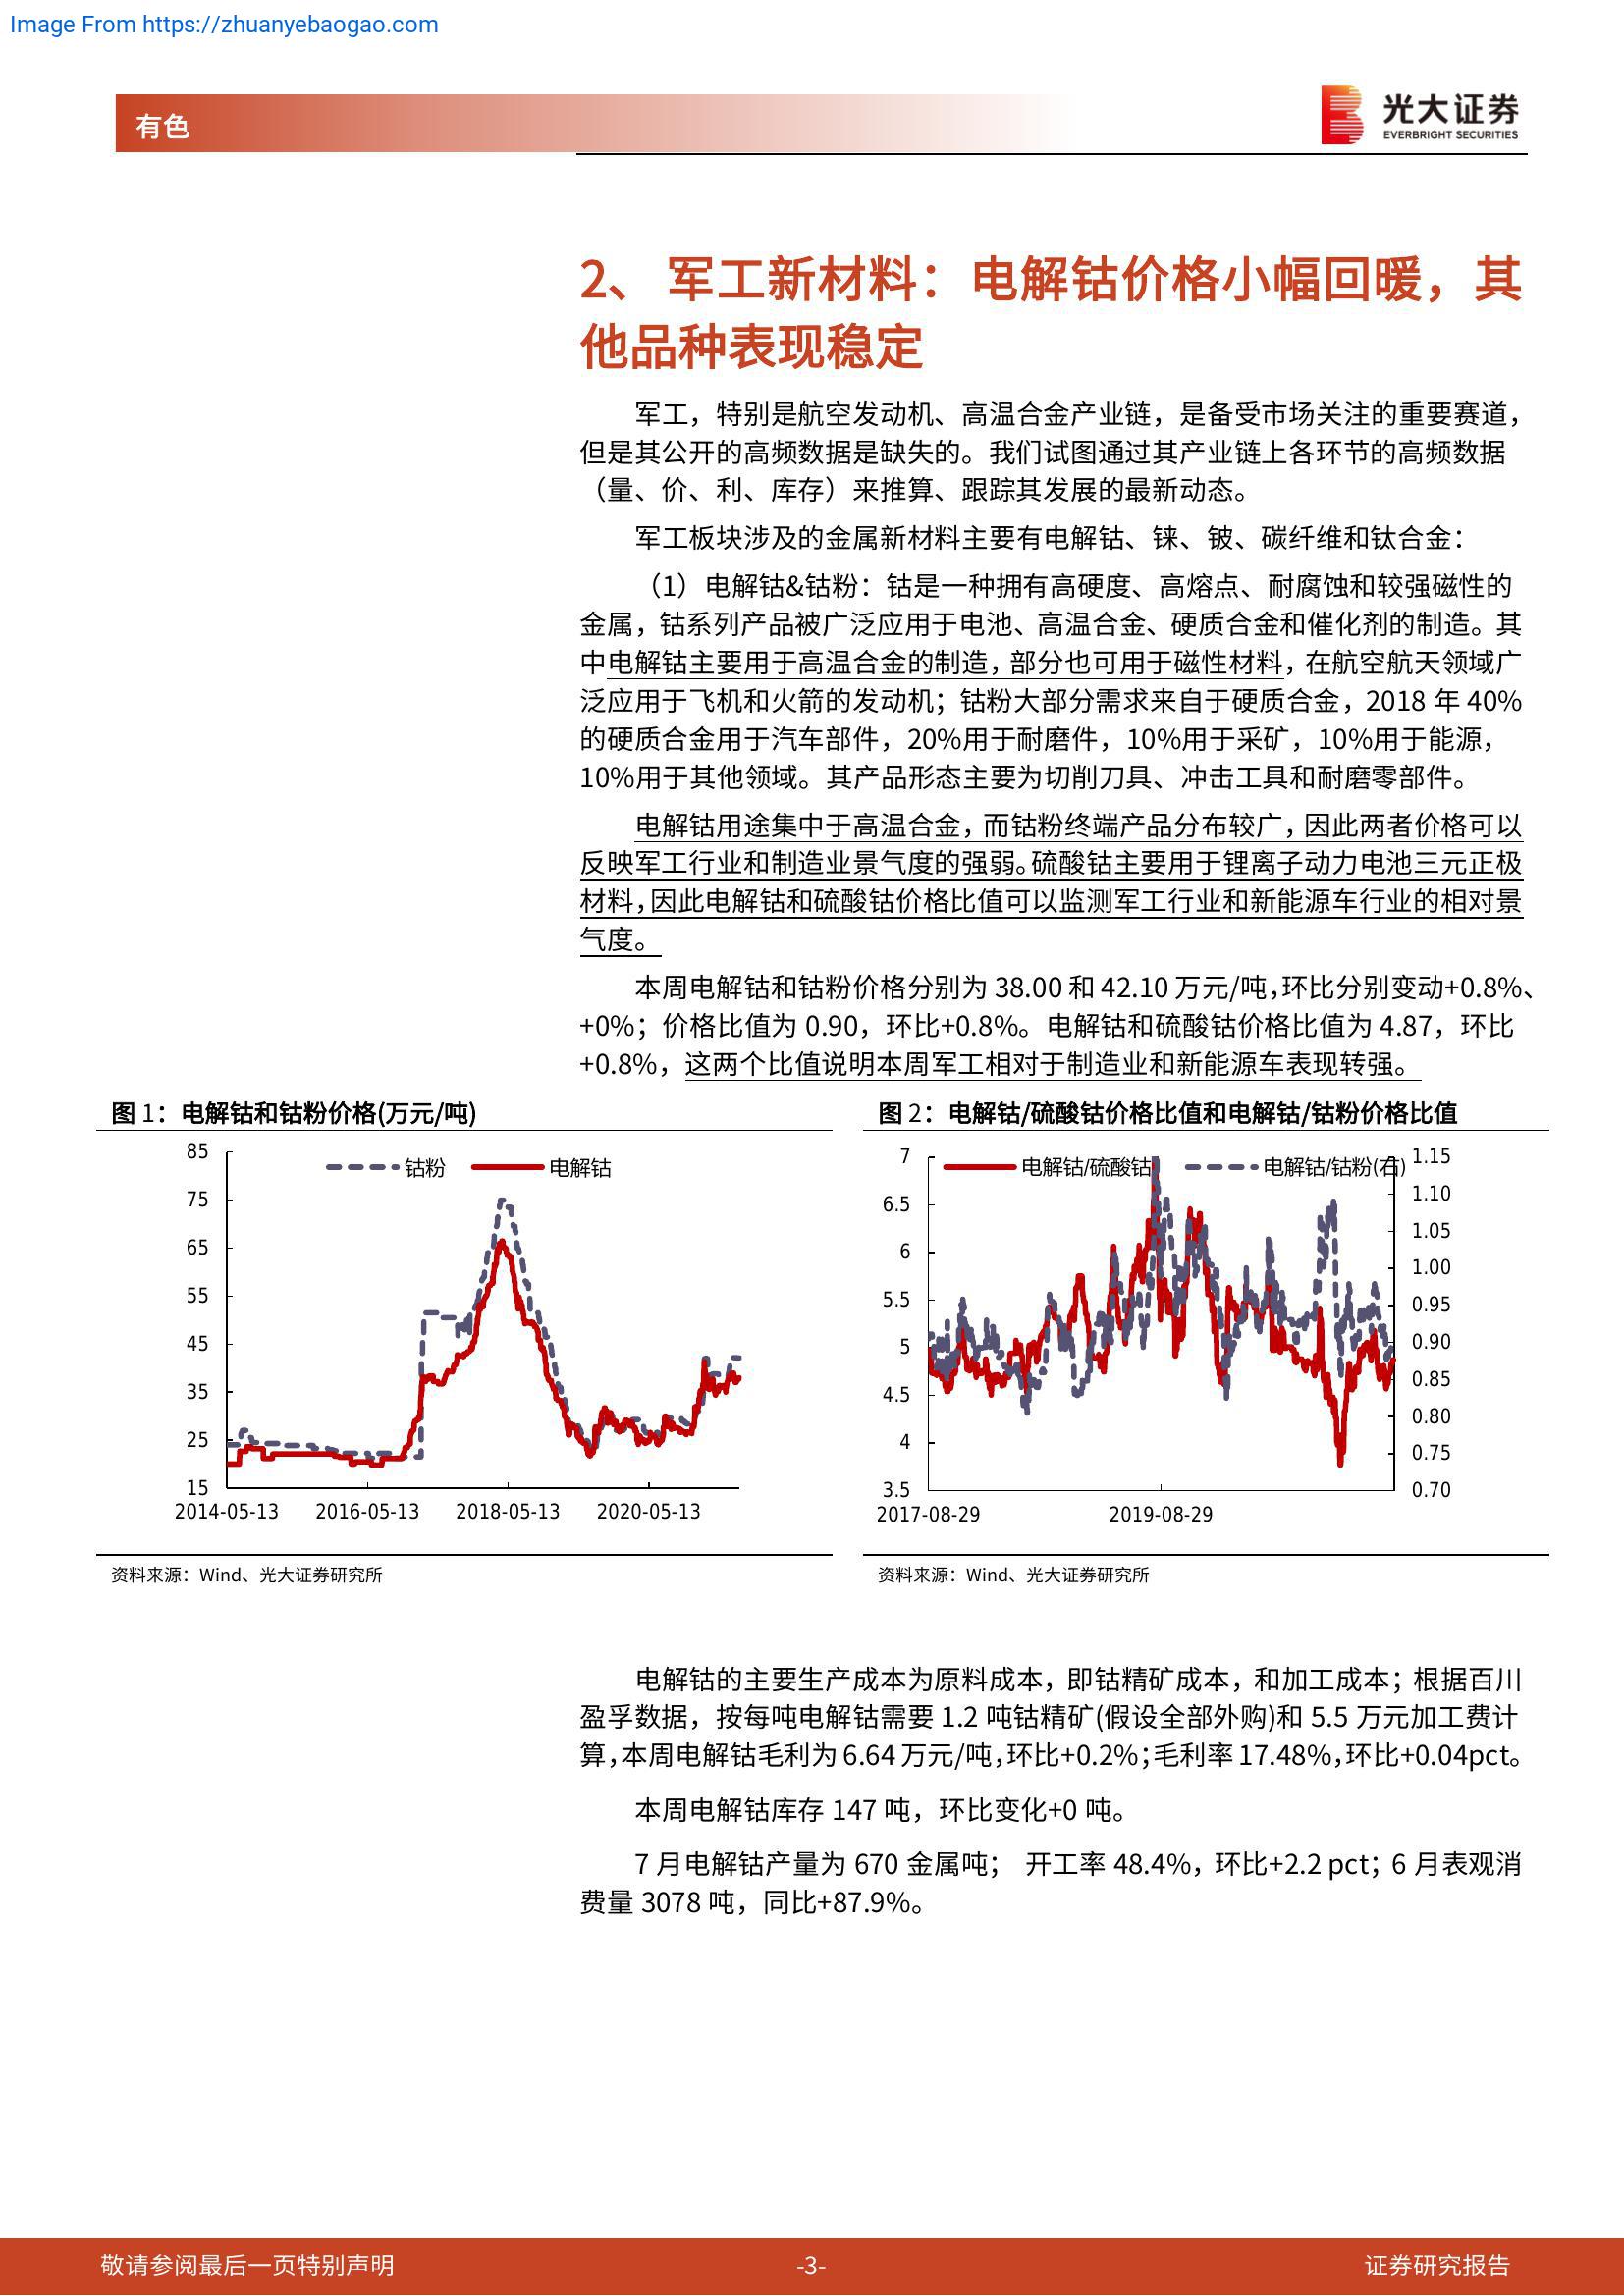 Image From https://zhuanyebaogao.com
有色
光大证券
EVERBRIGHT SECURITIES
2、 军工新材料：电解钴价格小幅回暖，其
他品种表现稳定
军工，特别是航空发动机、高温合金产业链，是备受市场关注的重要赛道，
但是其公开的高频数据是缺失的。我们试图通过其产业链上各环节的高频数据
（量、价、利、库存）来推算、跟踪其发展的最新动态。
军工板块涉及的金属新材料主要有电解钴、铼、铍、碳纤维和钛合金：
（1）电解钴&钴粉：钴是一种拥有高硬度、高熔点、耐腐蚀和较强磁性的
金属，钴系列产品被广泛应用于电池、高温合金、硬质合金和催化剂的制造。其
中电解钴主要用于高温合金的制造，部分也可用于磁性材料，在航空航天领域广
泛应用于飞机和火箭的发动机；钴粉大部分需求来自于硬质合金，2018 年 40%
的硬质合金用于汽车部件，20%用于耐磨件，10%用于采矿，10%用于能源，
10%用于其他领域。其产品形态主要为切削刀具、冲击工具和耐磨零部件。
电解钴用途集中于高温合金，而钴粉终端产品分布较广，因此两者价格可以
反映军工行业和制造业景气度的强弱。硫酸钴主要用于锂离子动力电池三元正极
材料，因此电解钴和硫酸钴价格比值可以监测军工行业和新能源车行业的相对景
气度。
本周电解钴和钴粉价格分别为 38.00 和 42.10 万元/吨，环比分别变动+0.8%、
+0%；价格比值为 0.90，环比+0.8%。电解钴和硫酸钴价格比值为 4.87，环比
+0.8%，这两个比值说明本周军工相对于制造业和新能源车表现转强。
图 1：电解钴和钴粉价格(万元/吨)
85
75
65
55
45
35
25
15
钴粉 电解钴
2014-05-13 2016-05-13 2018-05-13 2020-05-13
资料来源：Wind、光大证券研究所
图 2：电解钴/硫酸钴价格比值和电解钴/钴粉价格比值
7
6.5
6
5.5
5
4.5
4
3.5
电解钴/硫酸钴 电解钴/钴粉(右)
1.15
1.10
1.05
1.00
0.95
0.90
0.85
0.80
0.75
0.70
2017-08-29 2019-08-29
资料来源：Wind、光大证券研究所
电解钴的主要生产成本为原料成本，即钴精矿成本，和加工成本；根据百川
盈孚数据，按每吨电解钴需要 1.2 吨钴精矿(假设全部外购)和 5.5 万元加工费计
算，本周电解钴毛利为 6.64 万元/吨，环比+0.2%；毛利率 17.48%，环比+0.04pct。
本周电解钴库存 147 吨，环比变化+0 吨。
7 月电解钴产量为 670 金属吨； 开工率 48.4%，环比+2.2 pct；6 月表观消
费量 3078 吨，同比+87.9%。
敬请参阅最后一页特别声明 -3- 证券研究报告